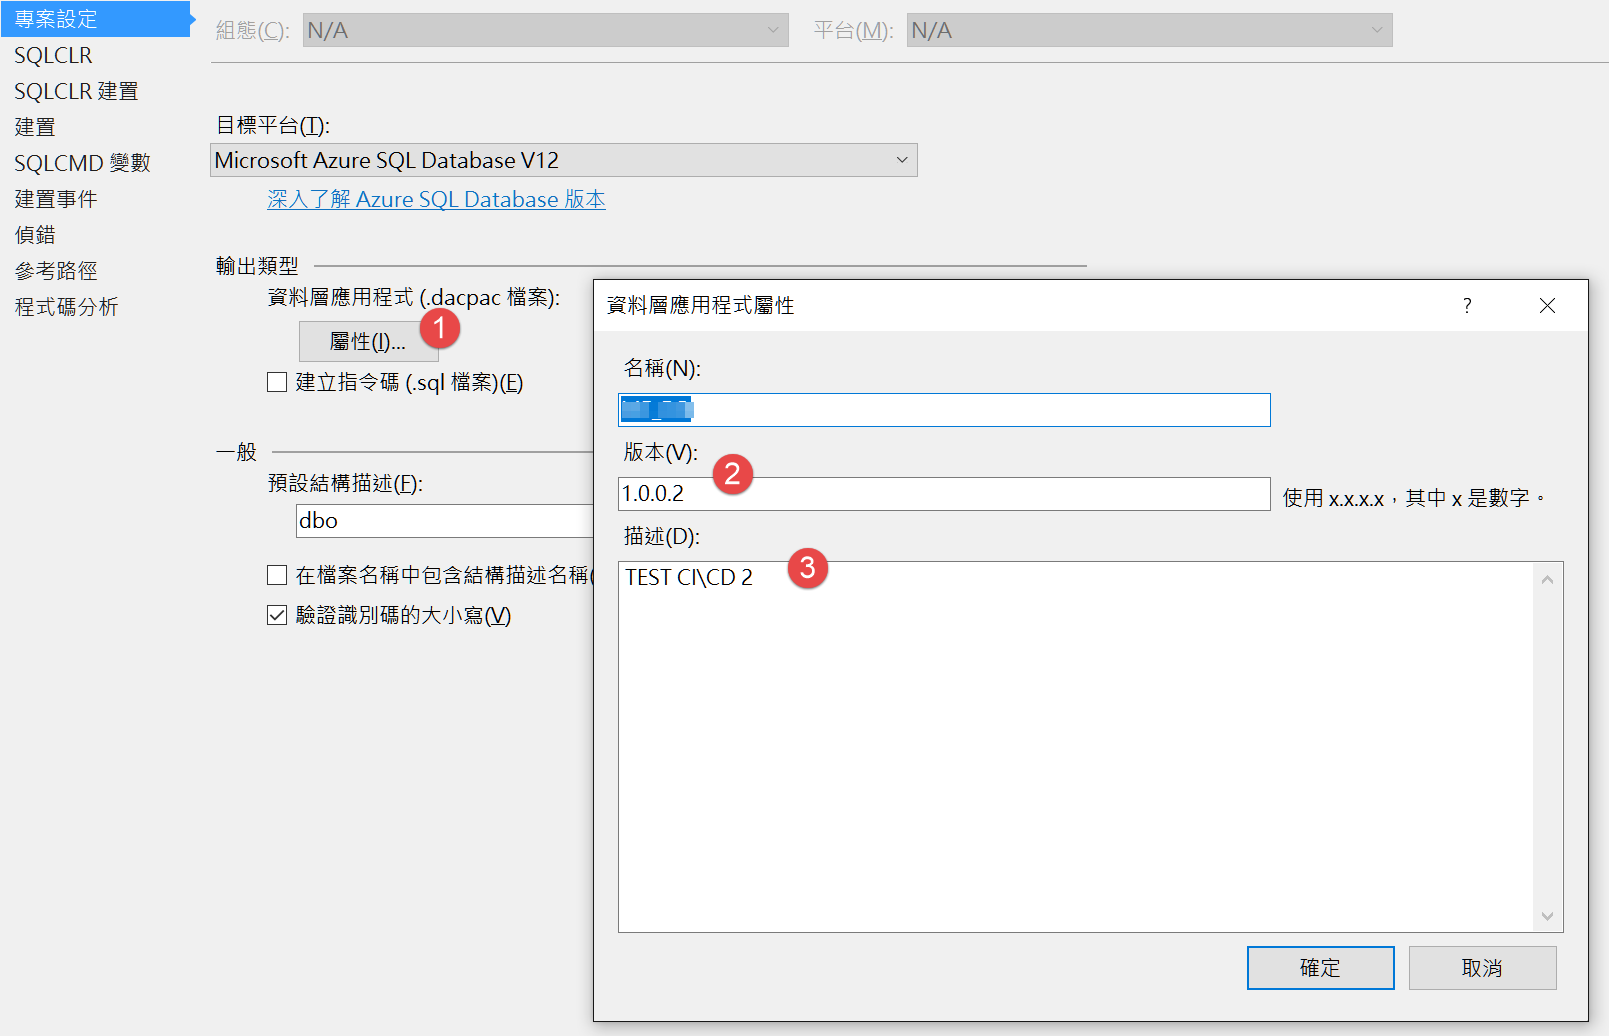 專案設定
SQLCLR
SQLCLR 建置
建置
SQLCMD 變數
建置事件
偵錯
參考路徑
程式碼分析
組態(C): N/A 平台(M): N/A
目標平台(T):
Microsoft Azure SQL Database V12
深入了解 Azure SQL Database 版本
輸出類型
資料層應用程式 (.dacpac 檔案):
屬性(I)...
1
建立指令碼 (.sql 檔案)(E)
一般
預設結構描述(F):
dbo
在檔案名稱中包含結構描述名稱(
驗證識別碼的大小寫(V)
資料層應用程式屬性 ?
名稱(N):
版本(V):
2
1.0.0.2 使用 x.x.x.x，其中 x 是數字。
描述(D):
3
TEST CI\CD 2
確定 取消